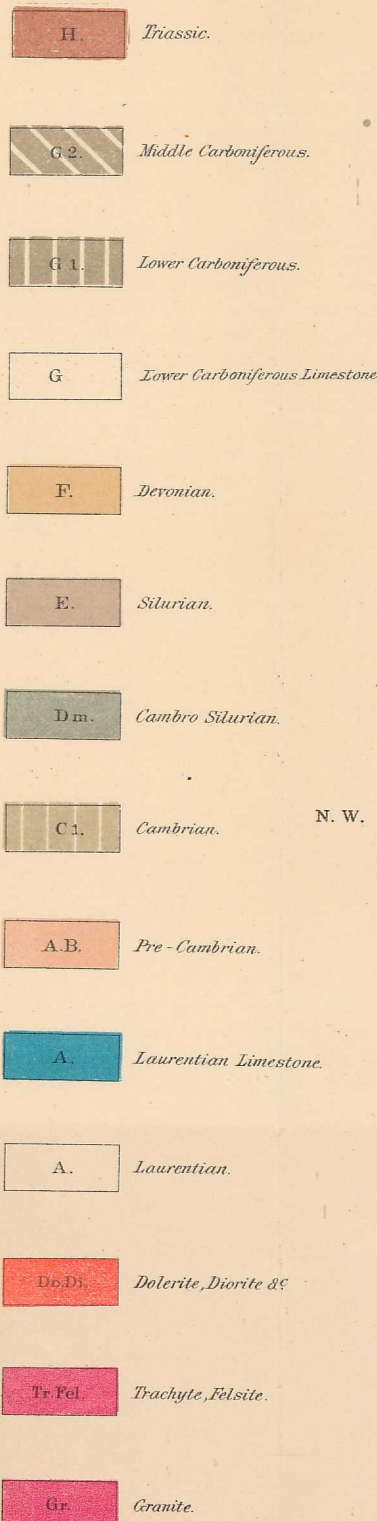 H. Triassic.
G 2. Middle Carboniferous.
G 1. Lower Carboniferous.
G Lower Carboniferous Limestone
F. Devonian.
E. Silurian.
Dm. Cambro Silurian.
C 1. Cambrian.
N. W.
A.B. Pre-Cambrian.
A. Laurentian Limestone.
A. Laurentian.
Do.Di. Dolerite, Diorite &c
Tr.Fel. Trachyte, Felsite.
Gr. Granite.